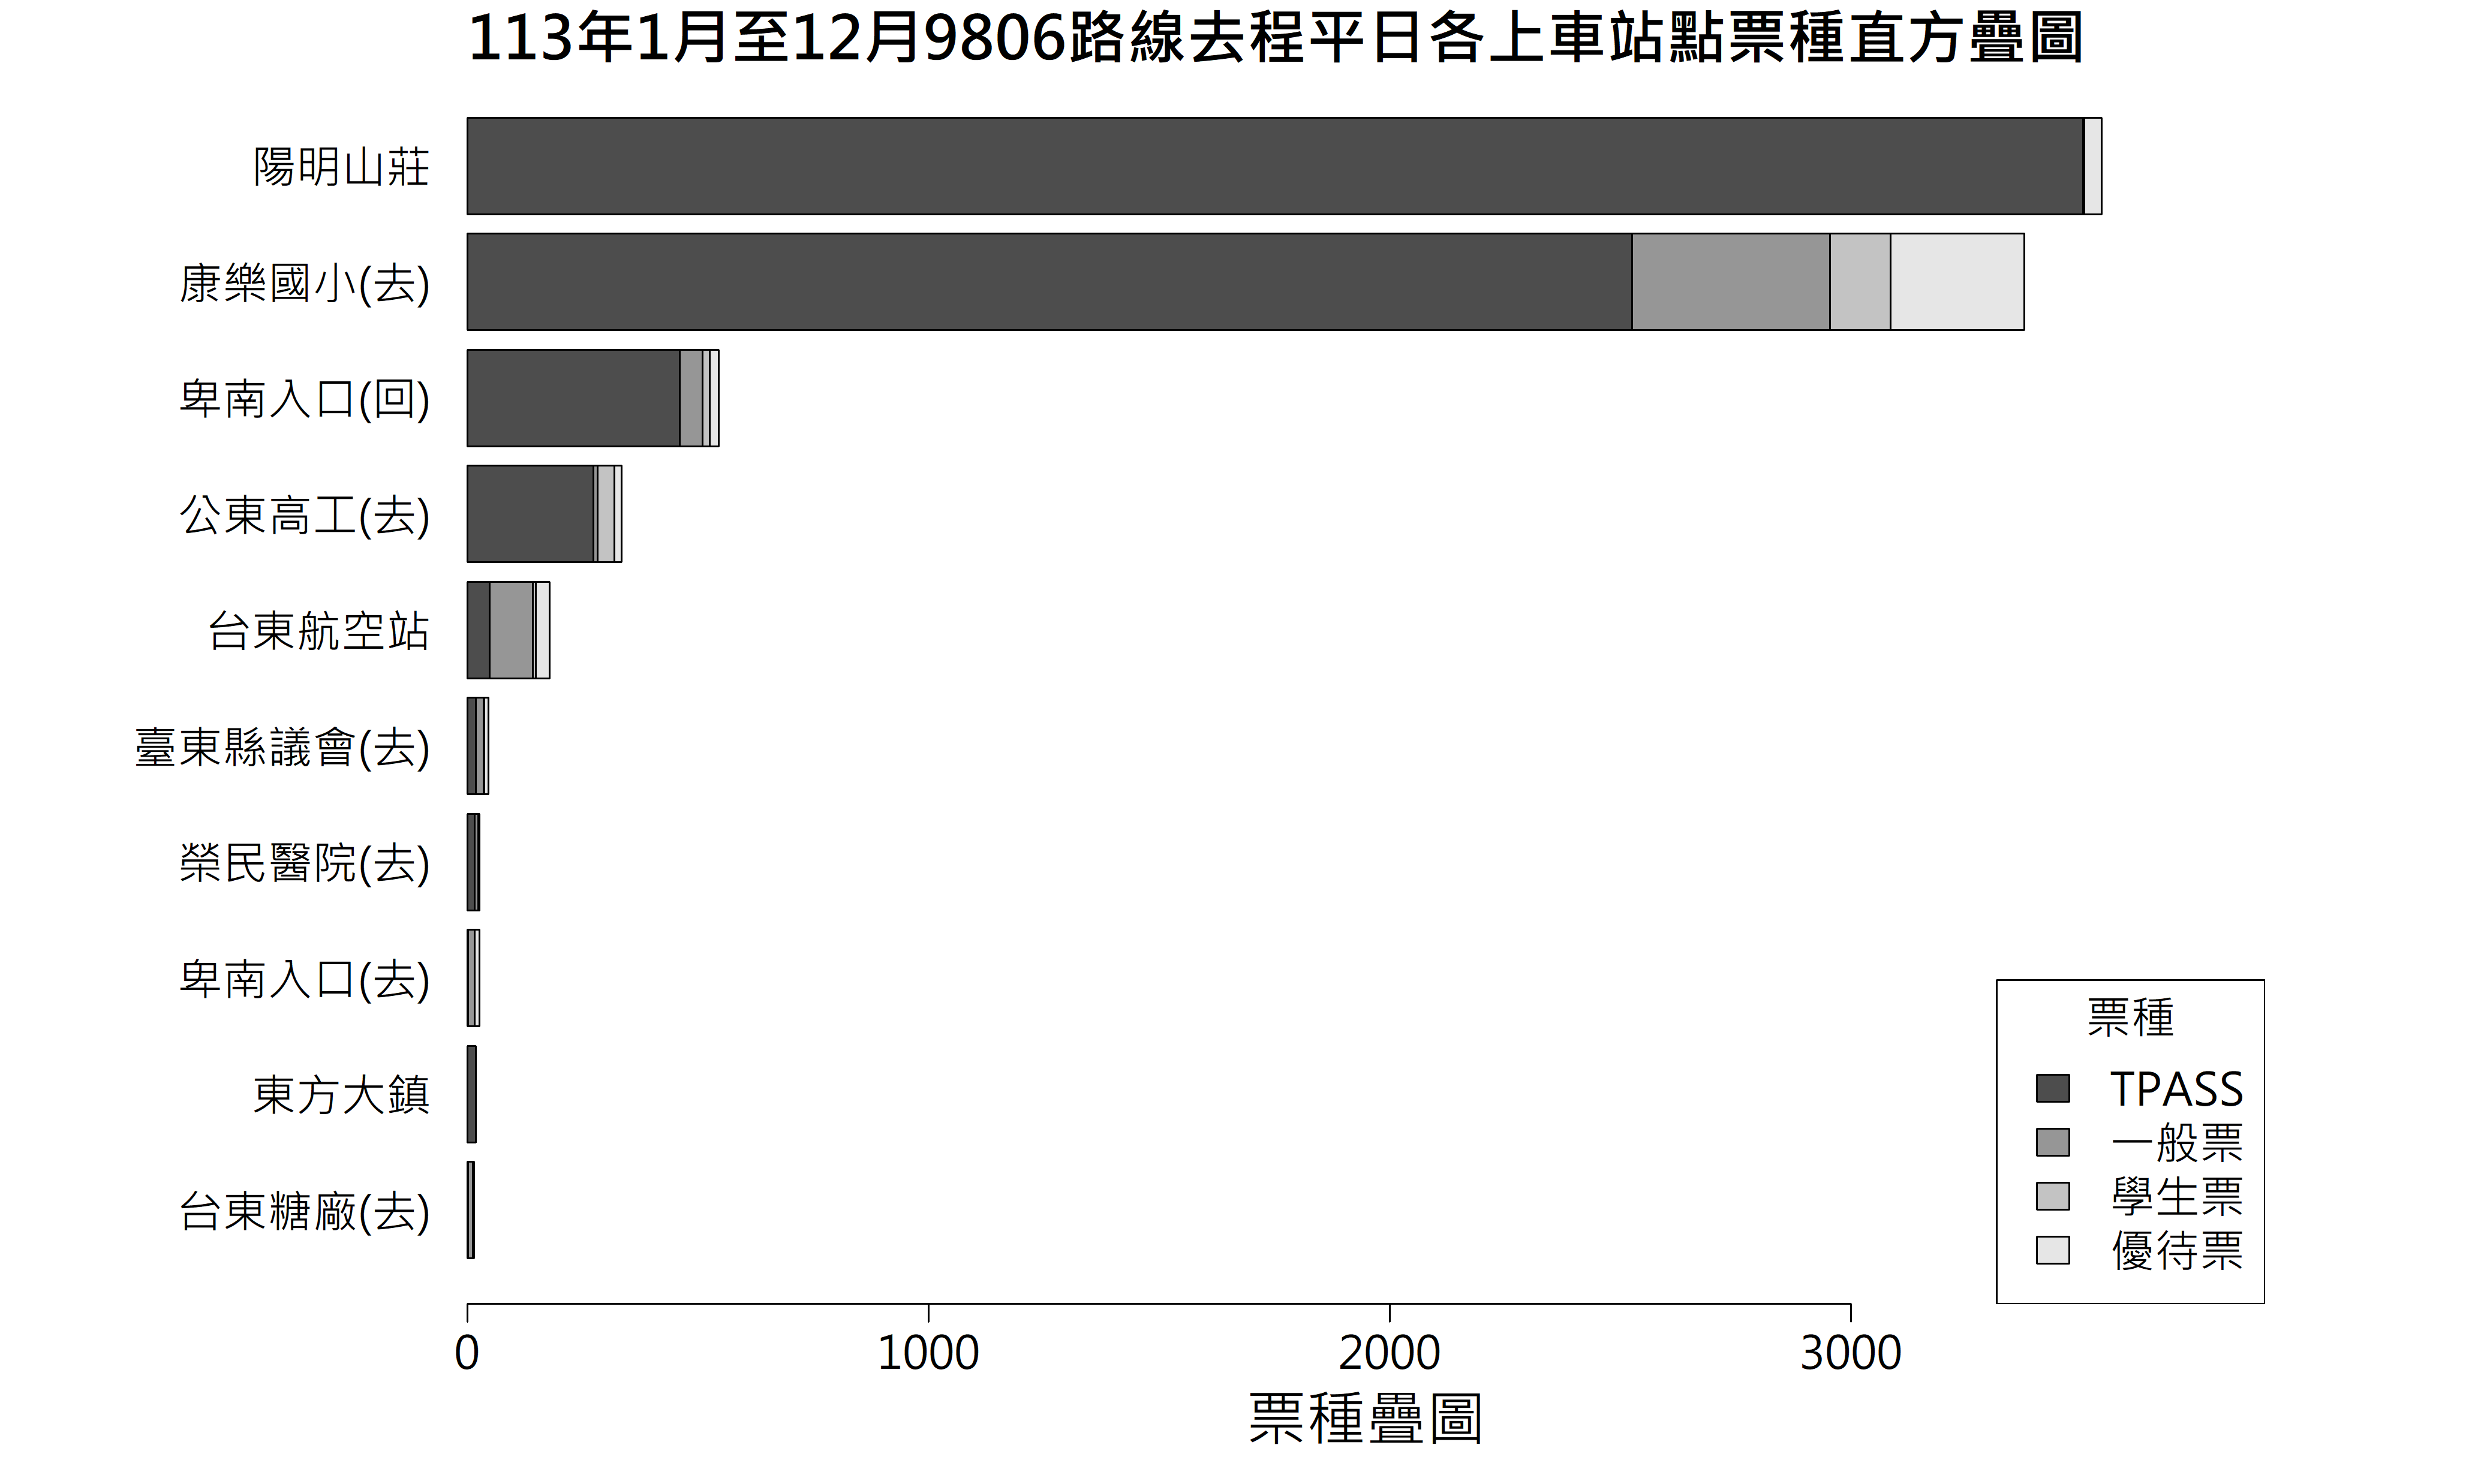 113年1月至12月9806路線去程平日各上車站點票種直方疊圖
陽明山莊
康樂國小(去)
卑南入口(回)
公東高工(去)
台東航空站
臺東縣議會(去)
榮民醫院(去)
卑南入口(去)
東方大鎮
台東糖廠(去)
票種
TPASS
一般票
學生票
優待票
0 1000 2000 3000
票種疊圖